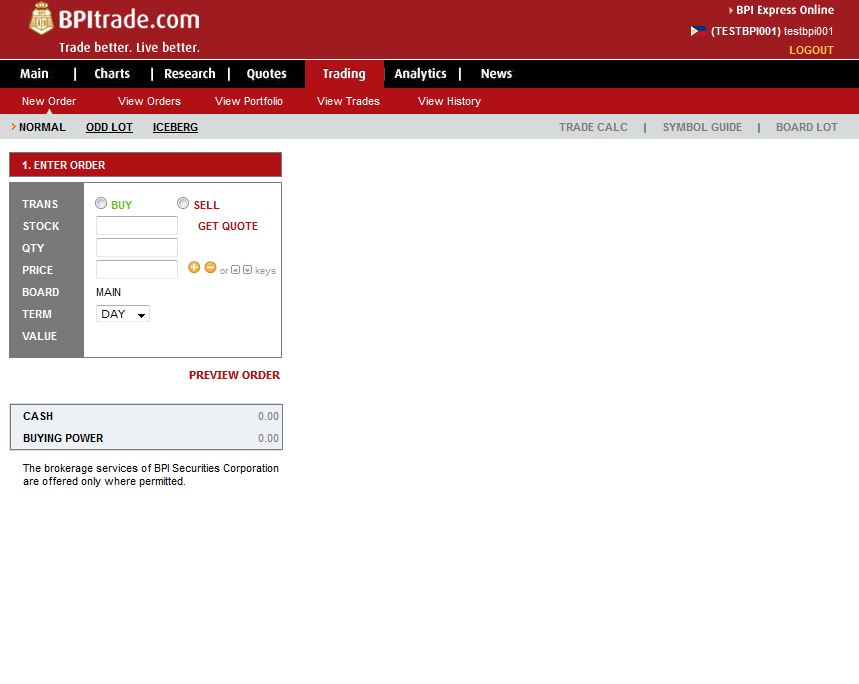 BPItrade.com
Trade better. Live better.
BPI Express Online
(TESTBPI001) testbpi001
LOGOUT
Main | Charts | Research | Quotes Trading Analytics | News
New Order View Orders View Portfolio View Trades View History
NORMAL ODD LOT ICEBERG TRADE CALC | SYMBOL GUIDE | BOARD LOT
1. ENTER ORDER
TRANS BUY SELL
STOCK GET QUOTE
QTY
PRICE or keys
BOARD MAIN
TERM DAY
VALUE
PREVIEW ORDER
CASH 0.00
BUYING POWER 0.00
The brokerage services of BPI Securities Corporation
are offered only where permitted.